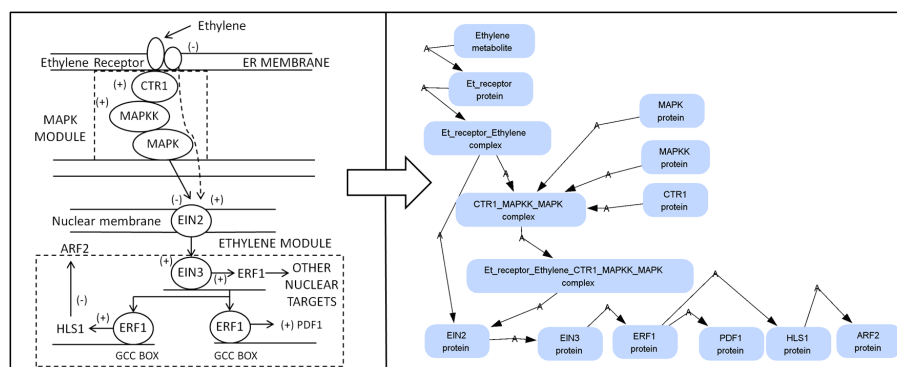 Ethylene
(-)
Ethylene Receptor
ER MEMBRANE
(+)
CTR1
(+)
MAPKK
MAPK
MODULE
MAPK
(-)
(+)
Nuclear membrane
EIN2
ETHYLENE MODULE
ARF2
(+)
EIN3
(+)
ERF1
OTHER
NUCLEAR
TARGETS
(-)
(+)
HLS1
ERF1
ERF1
(+) PDF1
GCC BOX
GCC BOX
Ethylene
metabolite
A
Et_receptor
protein
A
Et_receptor_Ethylene
complex
MAPK
protein
A
MAPKK
protein
A
A
CTR1
protein
A
CTR1_MAPKK_MAPK
complex
A
A
Et_receptor_Ethylene_CTR1_MAPKK_MAPK
complex
A
A
A
A
A
EIN2
protein
A
EIN3
protein
ERF1
protein
PDF1
protein
HLS1
protein
ARF2
protein